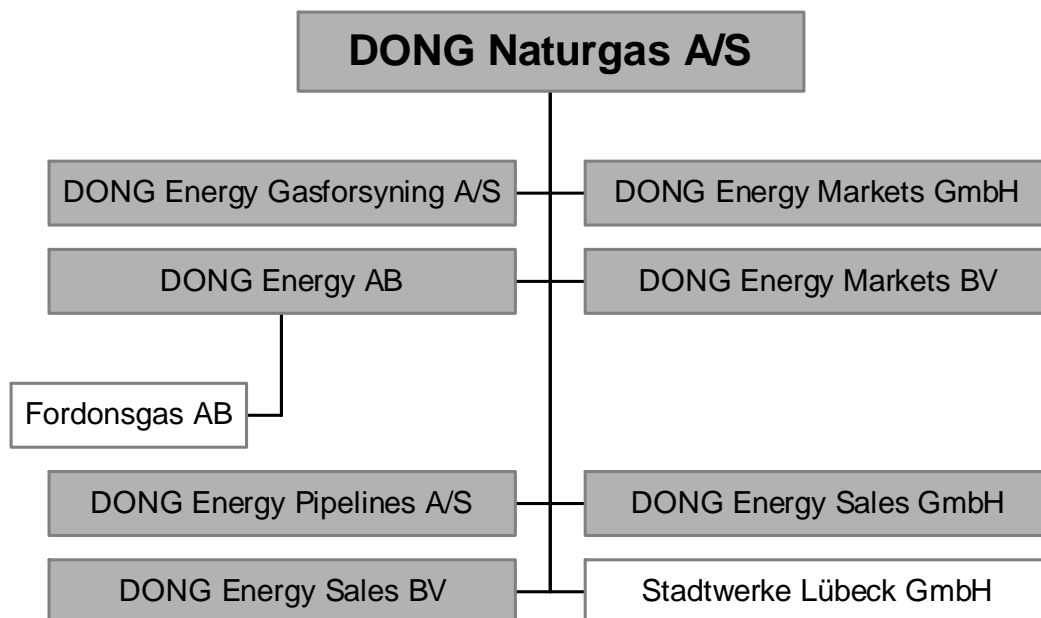 DONG Naturgas A/S
DONG Energy Gasforsyning A/S
DONG Energy Markets GmbH
DONG Energy AB
DONG Energy Markets BV
Fordonsgas AB
DONG Energy Pipelines A/S
DONG Energy Sales GmbH
DONG Energy Sales BV
Stadtwerke Lübeck GmbH